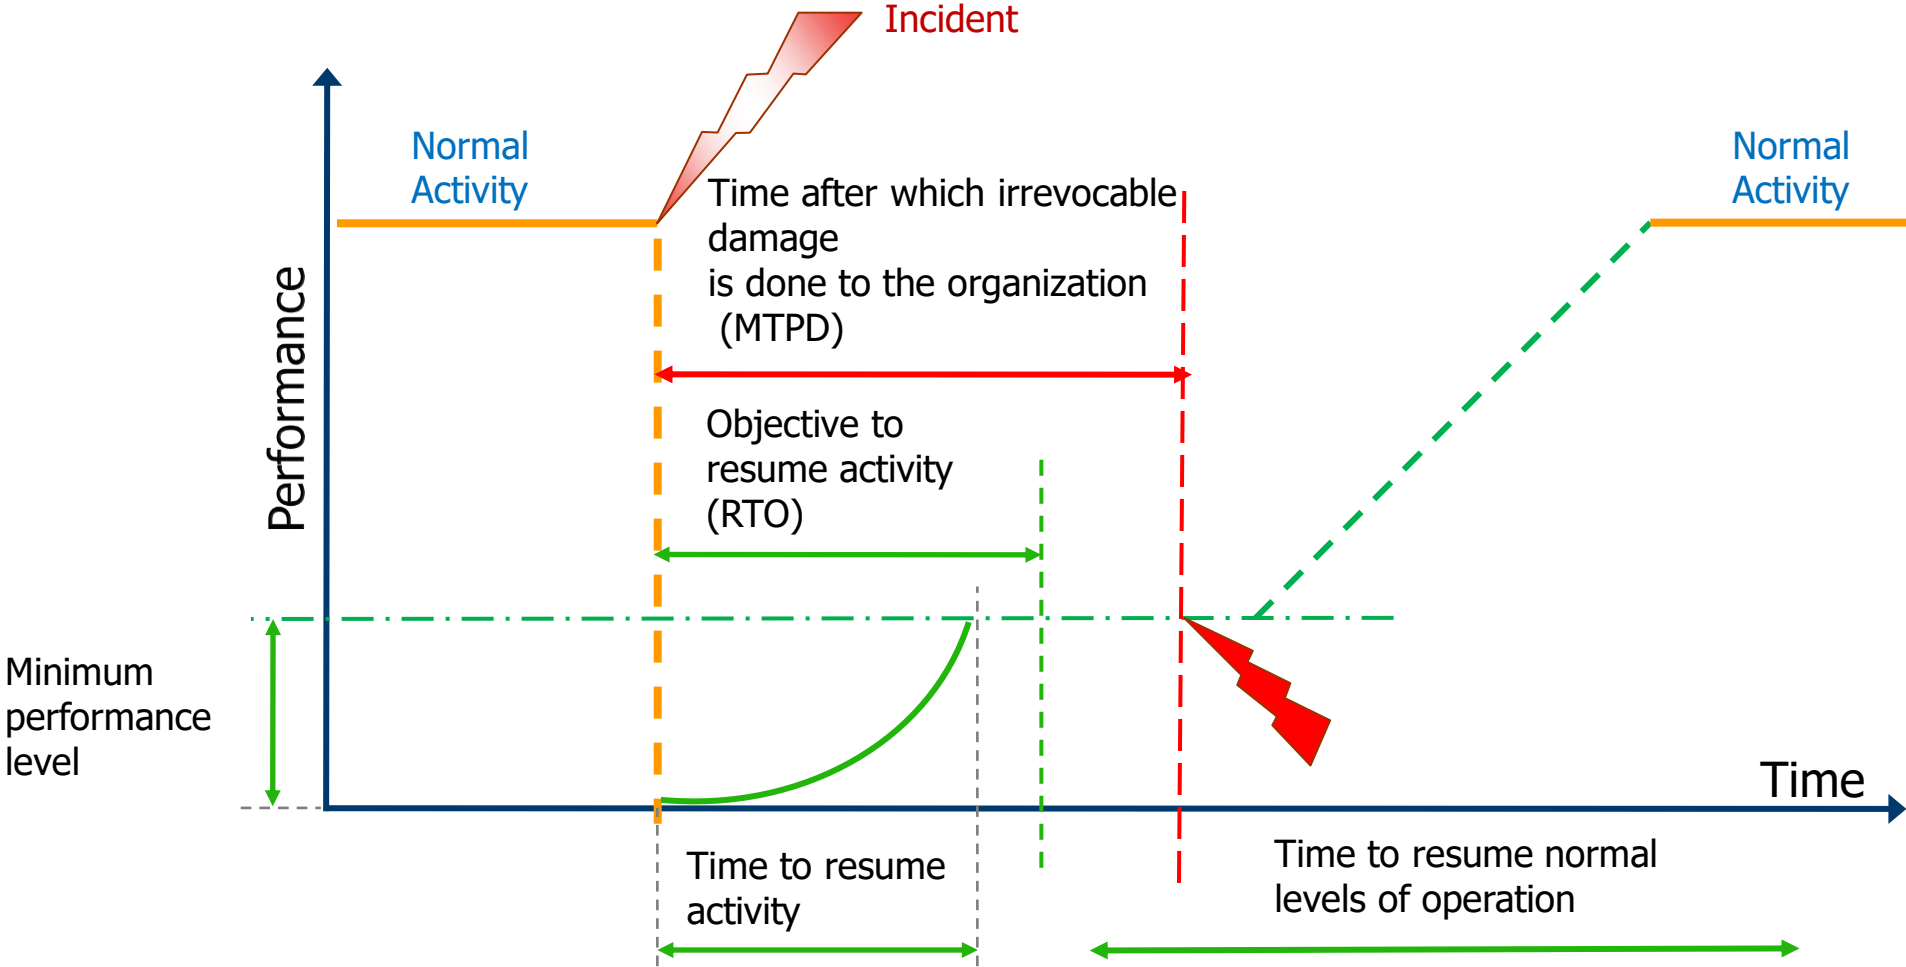 Incident
Normal
Activity
Normal
Activity
Time after which irrevocable
damage
is done to the organization
(MTPD)
Performance
Objective to
resume activity
(RTO)
Minimum
performance
level
Time
Time to resume
activity
Time to resume normal
levels of operation